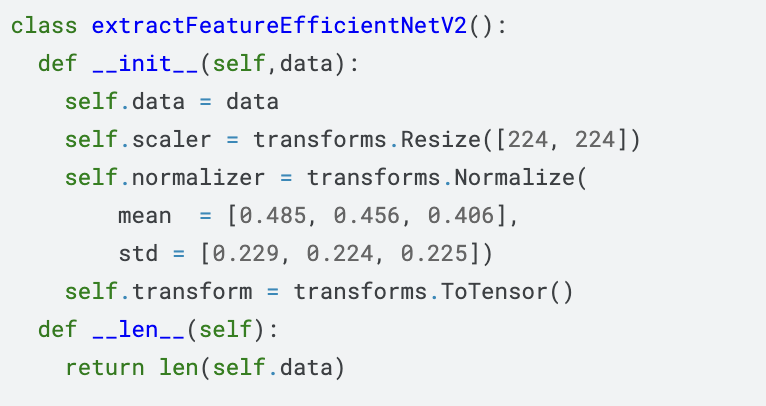 class extractFeatureEfficientNetV2():
  def __init__(self,data):
    self.data = data
    self.scaler = transforms.Resize([224, 224])
    self.normalizer = transforms.Normalize(
        mean  = [0.485, 0.456, 0.406],
        std = [0.229, 0.224, 0.225])
    self.transform = transforms.ToTensor()
  def __len__(self):
    return len(self.data)